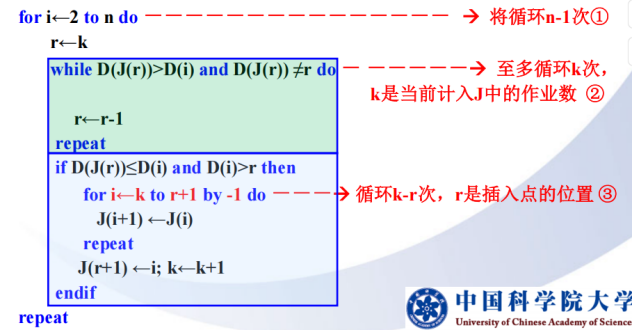 for i←2 to n do → 将循环n-1次①
r←k
while D(J(r))>D(i) and D(J(r)) ≠r do → 至多循环k次，
k是当前计入J中的作业数 ②
r←r-1
repeat
if D(J(r))≤D(i) and D(i)>r then
for i←k to r+1 by -1 do → 循环k-r次，r是插入点的位置 ③
J(i+1) ←J(i)
repeat
J(r+1) ←i; k←k+1
endif
repeat
中国科学院大学
University of Chinese Academy of Science